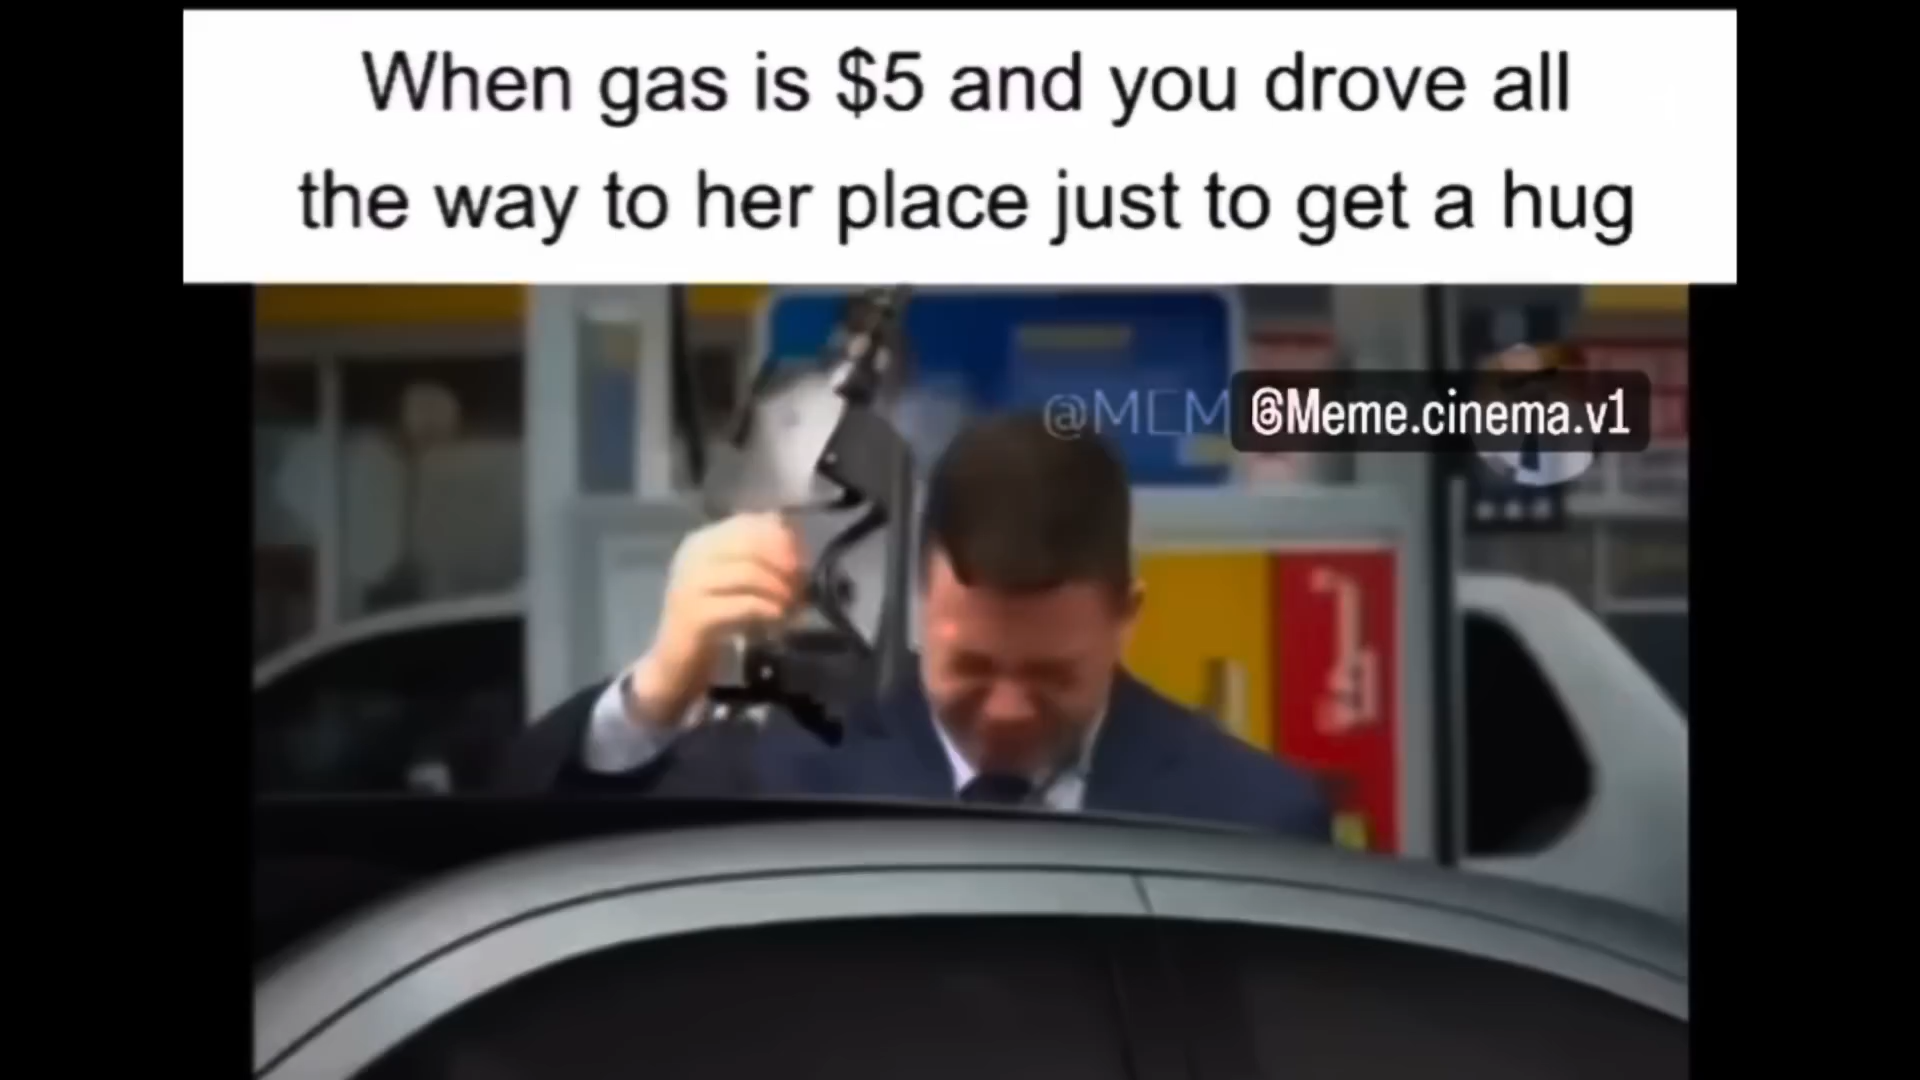 When gas is $5 and you drove all
the way to her place just to get a hug
@MEM
@Meme.cinema.v1